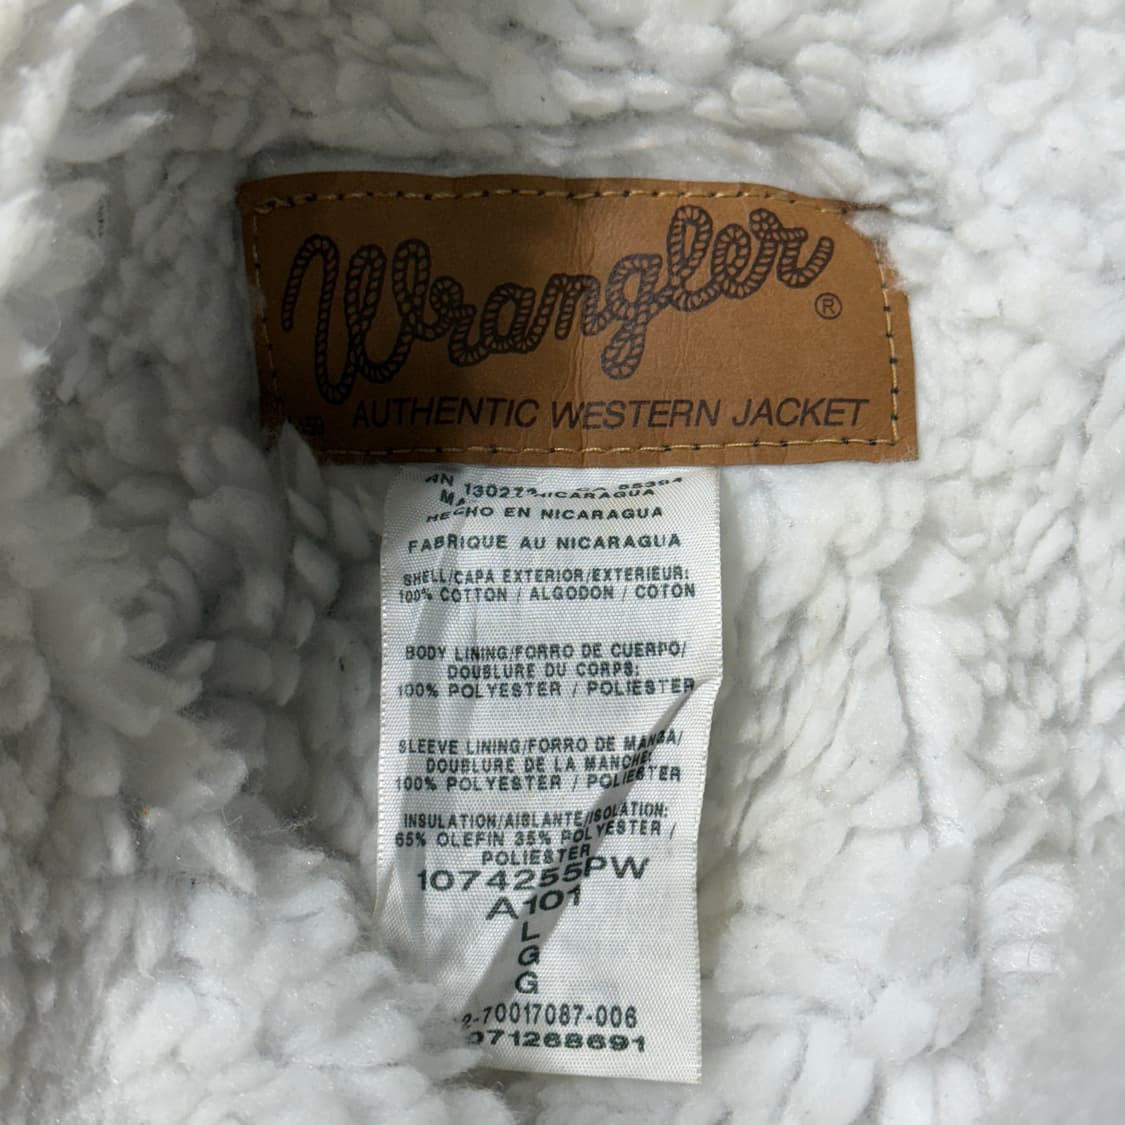 Wrangler ®
AUTHENTIC WESTERN JACKET
NICARAGUA
HECHO EN NICARAGUA
FABRIQUE AU NICARAGUA
SHELL/CAPA EXTERIOR/EXTERIEUR:
100% COTTON / ALGODON / COTON
BODY LINING/FORRO DE CUERPO/
DOUBLURE DU CORPS:
100% POLYESTER / POLIESTER
SLEEVE LINING/FORRO DE MANGA/
DOUBLURE DE LA MANCHE:
100% POLYESTER / POLIESTER
INSULATION/AISLANTE/ISOLATION:
65% OLEFIN 35% POLYESTER /
POLIESTER
1074255PW
A101
L
G
G
70017087-006
071268691